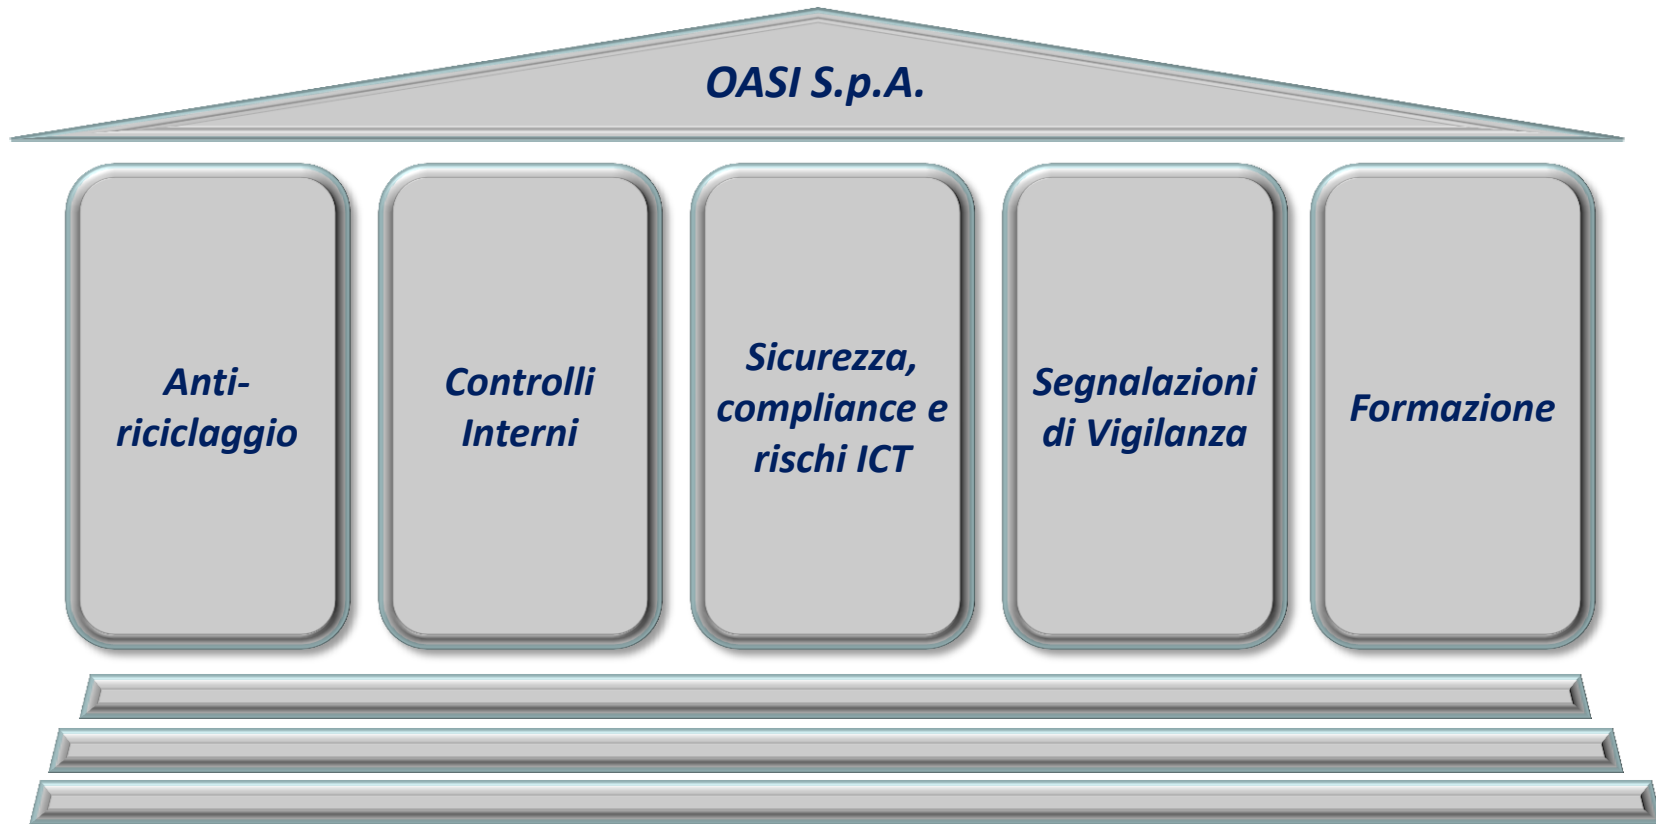 OASI S.p.A.
Anti-
riciclaggio
Controlli
Interni
Sicurezza,
compliance e
rischi ICT
Segnalazioni
di Vigilanza
Formazione